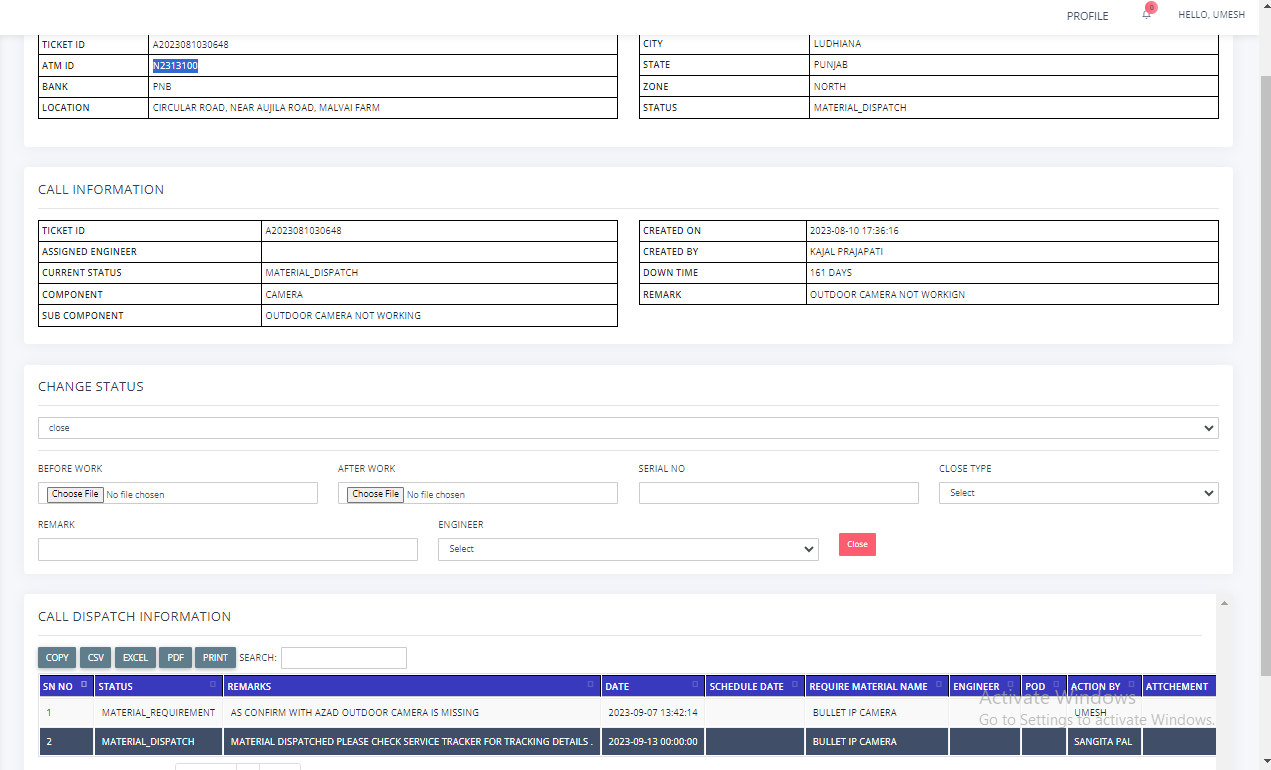 PROFILE 0 HELLO, UMESH
TICKET ID A2023081030648 CITY LUDHIANA
ATM ID N2313100 STATE PUNJAB
BANK PNB ZONE NORTH
LOCATION CIRCULAR ROAD, NEAR AUJILA ROAD, MALVAI FARM STATUS MATERIAL_DISPATCH
CALL INFORMATION
TICKET ID A2023081030648 CREATED ON 2023-08-10 17:36:16
ASSIGNED ENGINEER CREATED BY KAJAL PRAJAPATI
CURRENT STATUS MATERIAL_DISPATCH DOWN TIME 161 DAYS
COMPONENT CAMERA REMARK OUTDOOR CAMERA NOT WORKIGN
SUB COMPONENT OUTDOOR CAMERA NOT WORKING
CHANGE STATUS
close
BEFORE WORK AFTER WORK SERIAL NO CLOSE TYPE
Choose File No file chosen Choose File No file chosen Select
REMARK ENGINEER
Select Close
CALL DISPATCH INFORMATION
COPY CSV EXCEL PDF PRINT SEARCH:
SN NO STATUS REMARKS DATE SCHEDULE DATE REQUIRE MATERIAL NAME ENGINEER POD ACTION BY ATTCHEMENT
1 MATERIAL_REQUIREMENT AS CONFIRM WITH AZAD OUTDOOR CAMERA IS MISSING 2023-09-07 13:42:14 BULLET IP CAMERA UMESH
2 MATERIAL_DISPATCH MATERIAL DISPATCHED PLEASE CHECK SERVICE TRACKER FOR TRACKING DETAILS . 2023-09-13 00:00:00 BULLET IP CAMERA SANGITA PAL
Activate Windows
Go to Settings to activate Windows.